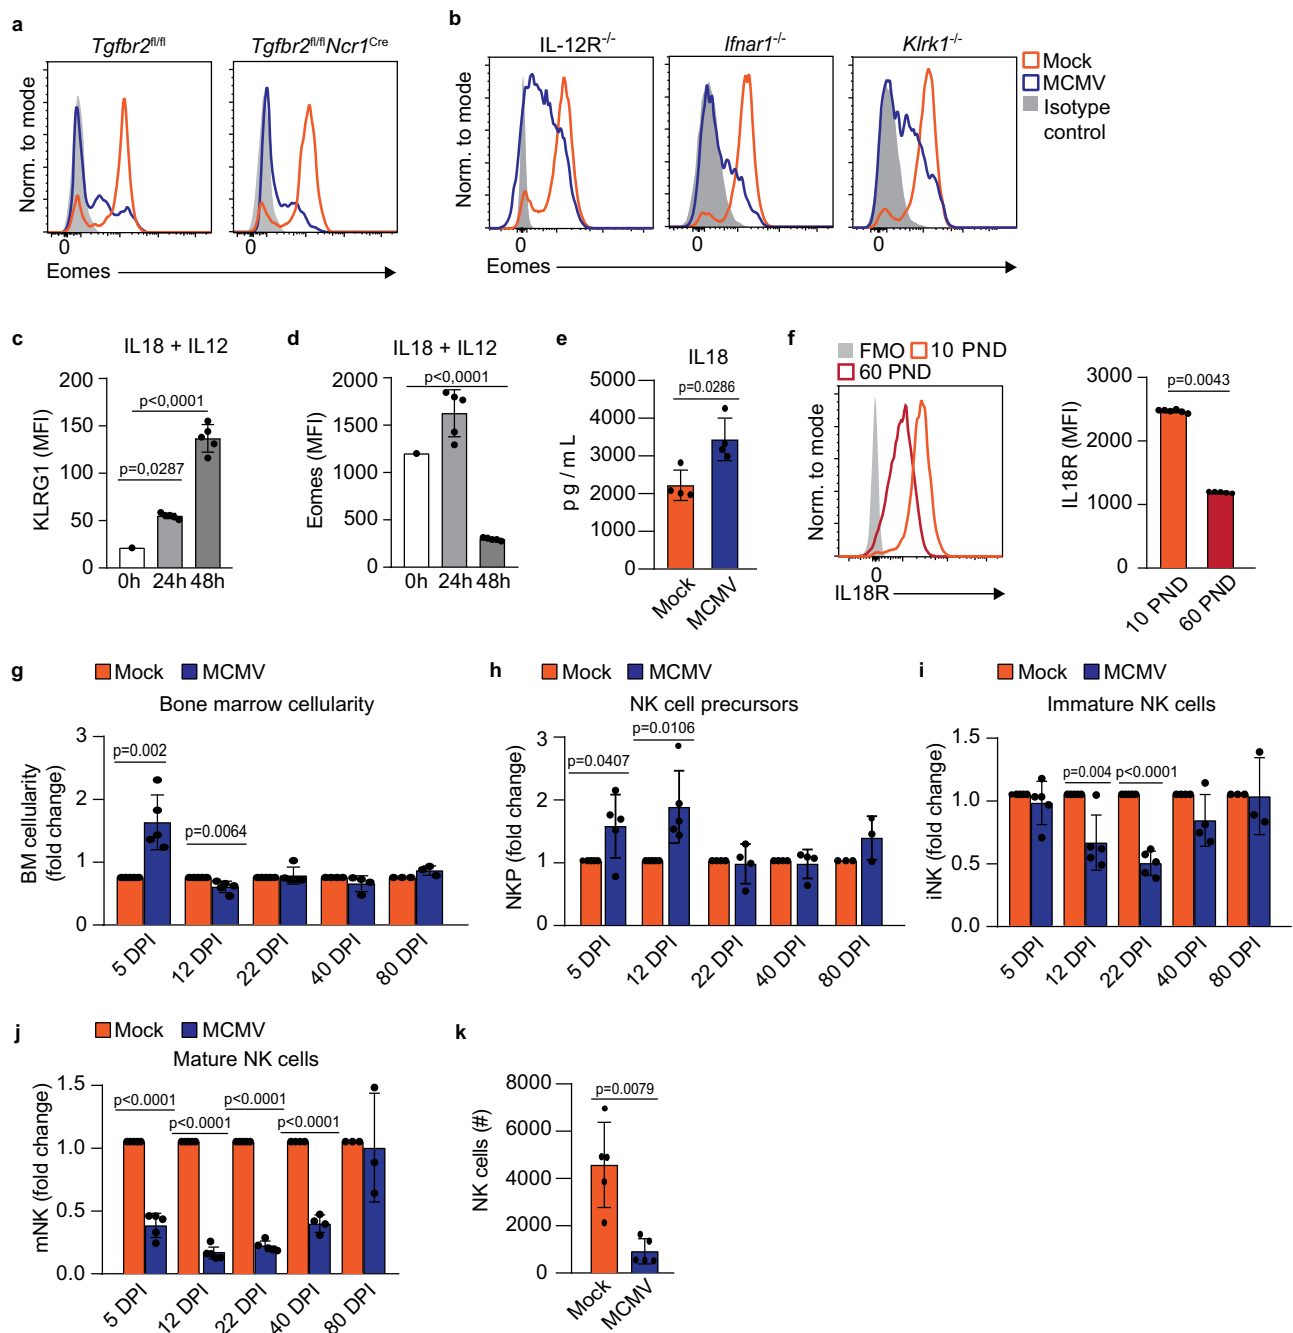 a
Tgfbr2fl/fl
Tgfbr2fl/flNcr1Cre
Norm. to mode
0
0
Eomes
b
IL-12R-/-
Ifnar1-/-
Klrk1-/-
Mock
MCMV
Isotype
control
Norm. to mode
0
0
0
Eomes
c
IL18 + IL12
KLRG1 (MFI)
200
150
100
50
0
p<,0001
p=,0287
0h 24h 48h
d
IL18 + IL12
Eomes (MFI)
2000
1500
1000
500
0
p<0,0001
0h 24h 48h
e
IL18
pg/mL
5000
4000
3000
2000
1000
0
p=0.0286
Mock
MCMV
f
FMO 10 PND
60 PND
Norm. to mode
0
IL18R
IL18R (MFI)
3000
2000
1000
0
p=0.0043
10 PND
60 PND
g
Mock MCMV
Bone marrow cellularity
BM cellularity
(fold change)
3
2
1
0
p=0.002
p=0.0064
5 DPI
12 DPI
22 DPI
40 DPI
80 DPI
h
Mock MCMV
NK cell precursors
NKP (fold change)
3
2
1
0
p=0.0407
p=0.0106
5 DPI
12 DPI
22 DPI
40 DPI
80 DPI
i
Mock MCMV
Immature NK cells
iNK (fold change)
1.5
1.0
0.5
0.0
p=0.004
p<0.0001
5 DPI
12 DPI
22 DPI
40 DPI
80 DPI
j
Mock MCMV
Mature NK cells
mNK (fold change)
1.5
1.0
0.5
0.0
p<0.0001
p<0.0001
p<0.0001
p<0.0001
5 DPI
12 DPI
22 DPI
40 DPI
80 DPI
k
NK cells (#)
8000
6000
4000
2000
0
p=0.0079
Mock
MCMV